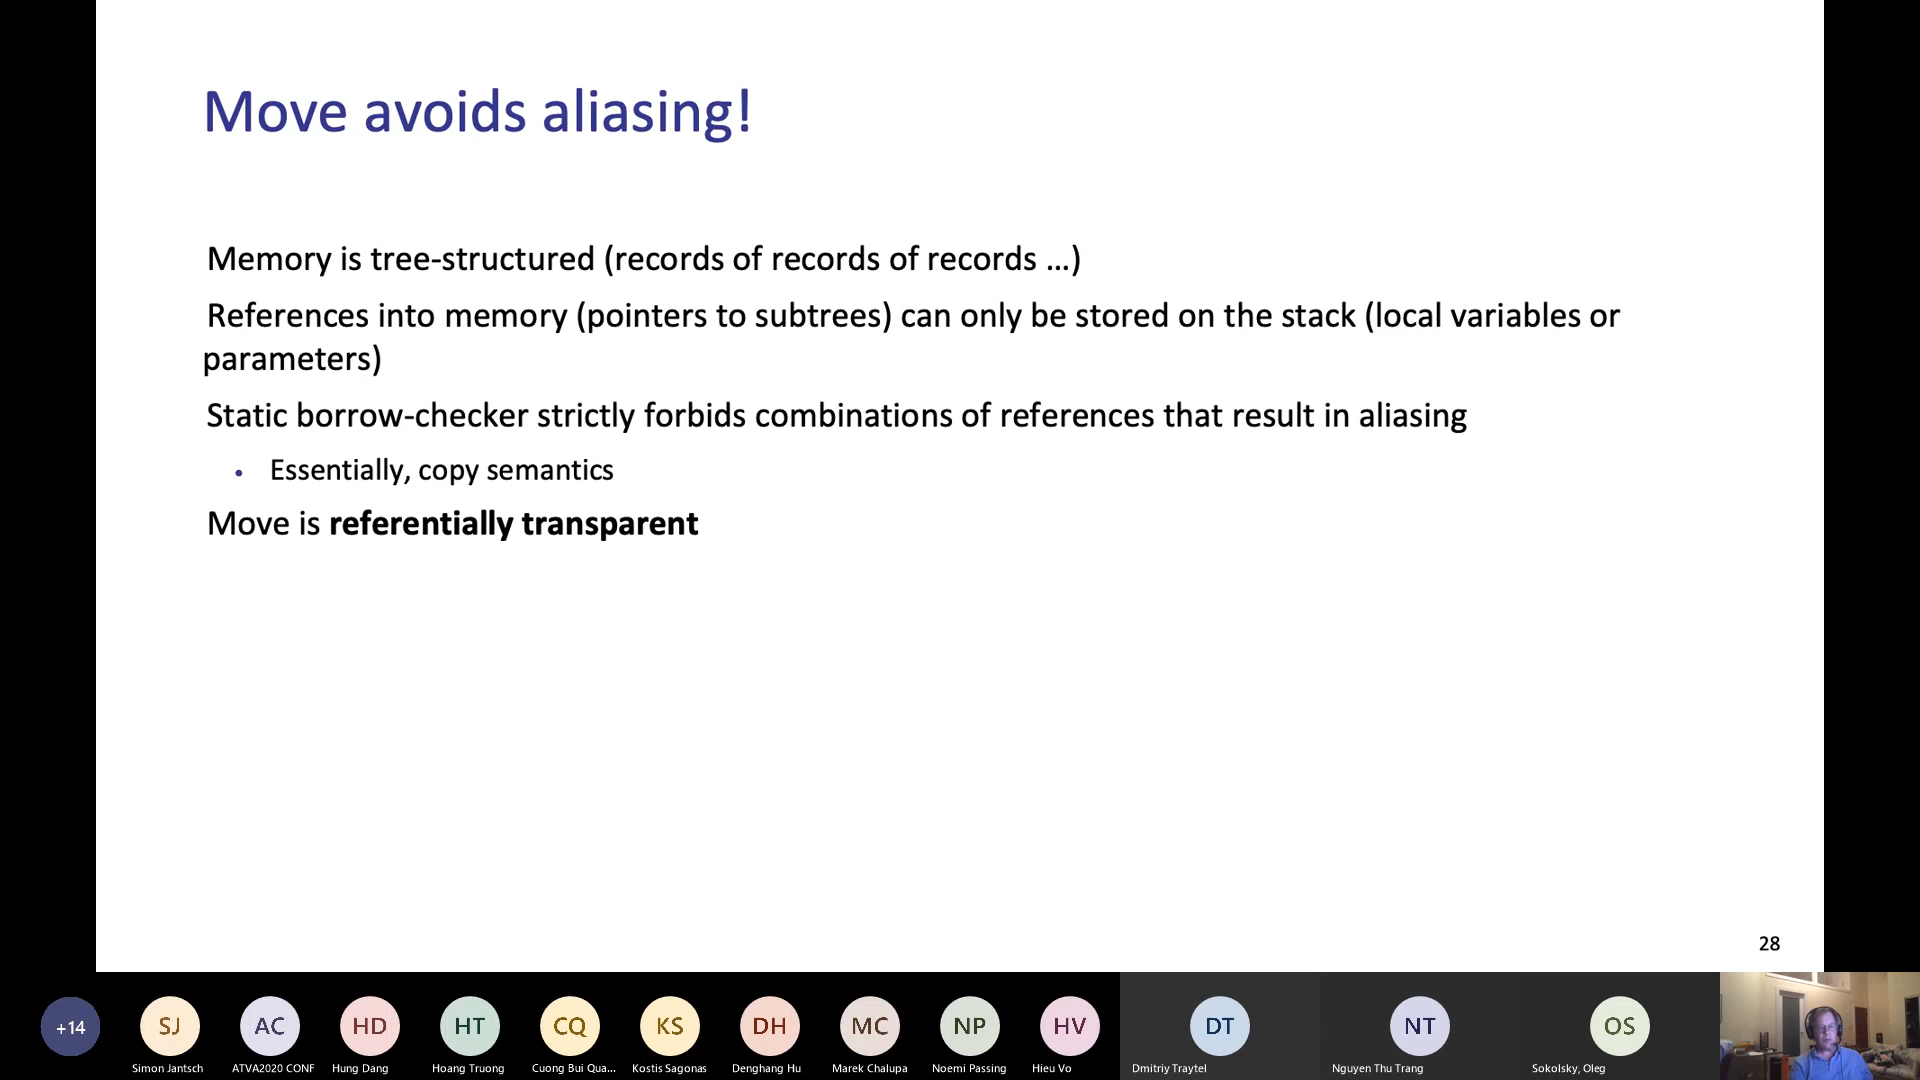 Move avoids aliasing!
Memory is tree-structured (records of records of records …)
References into memory (pointers to subtrees) can only be stored on the stack (local variables or
parameters)
Static borrow-checker strictly forbids combinations of references that result in aliasing
• Essentially, copy semantics
Move is referentially transparent
28
+14 SJ AC HD HT CQ KS DH MC NP HV DT NT OS
Simon Jantsch ATVA2020 CONF Hung Dang Hoang Truong Cuong Bui Qua... Kostis Sagonas Denghang Hu Marek Chalupa Noemi Passing Hieu Vo Dmitriy Traytel Nguyen Thu Trang Sokolsky, Oleg